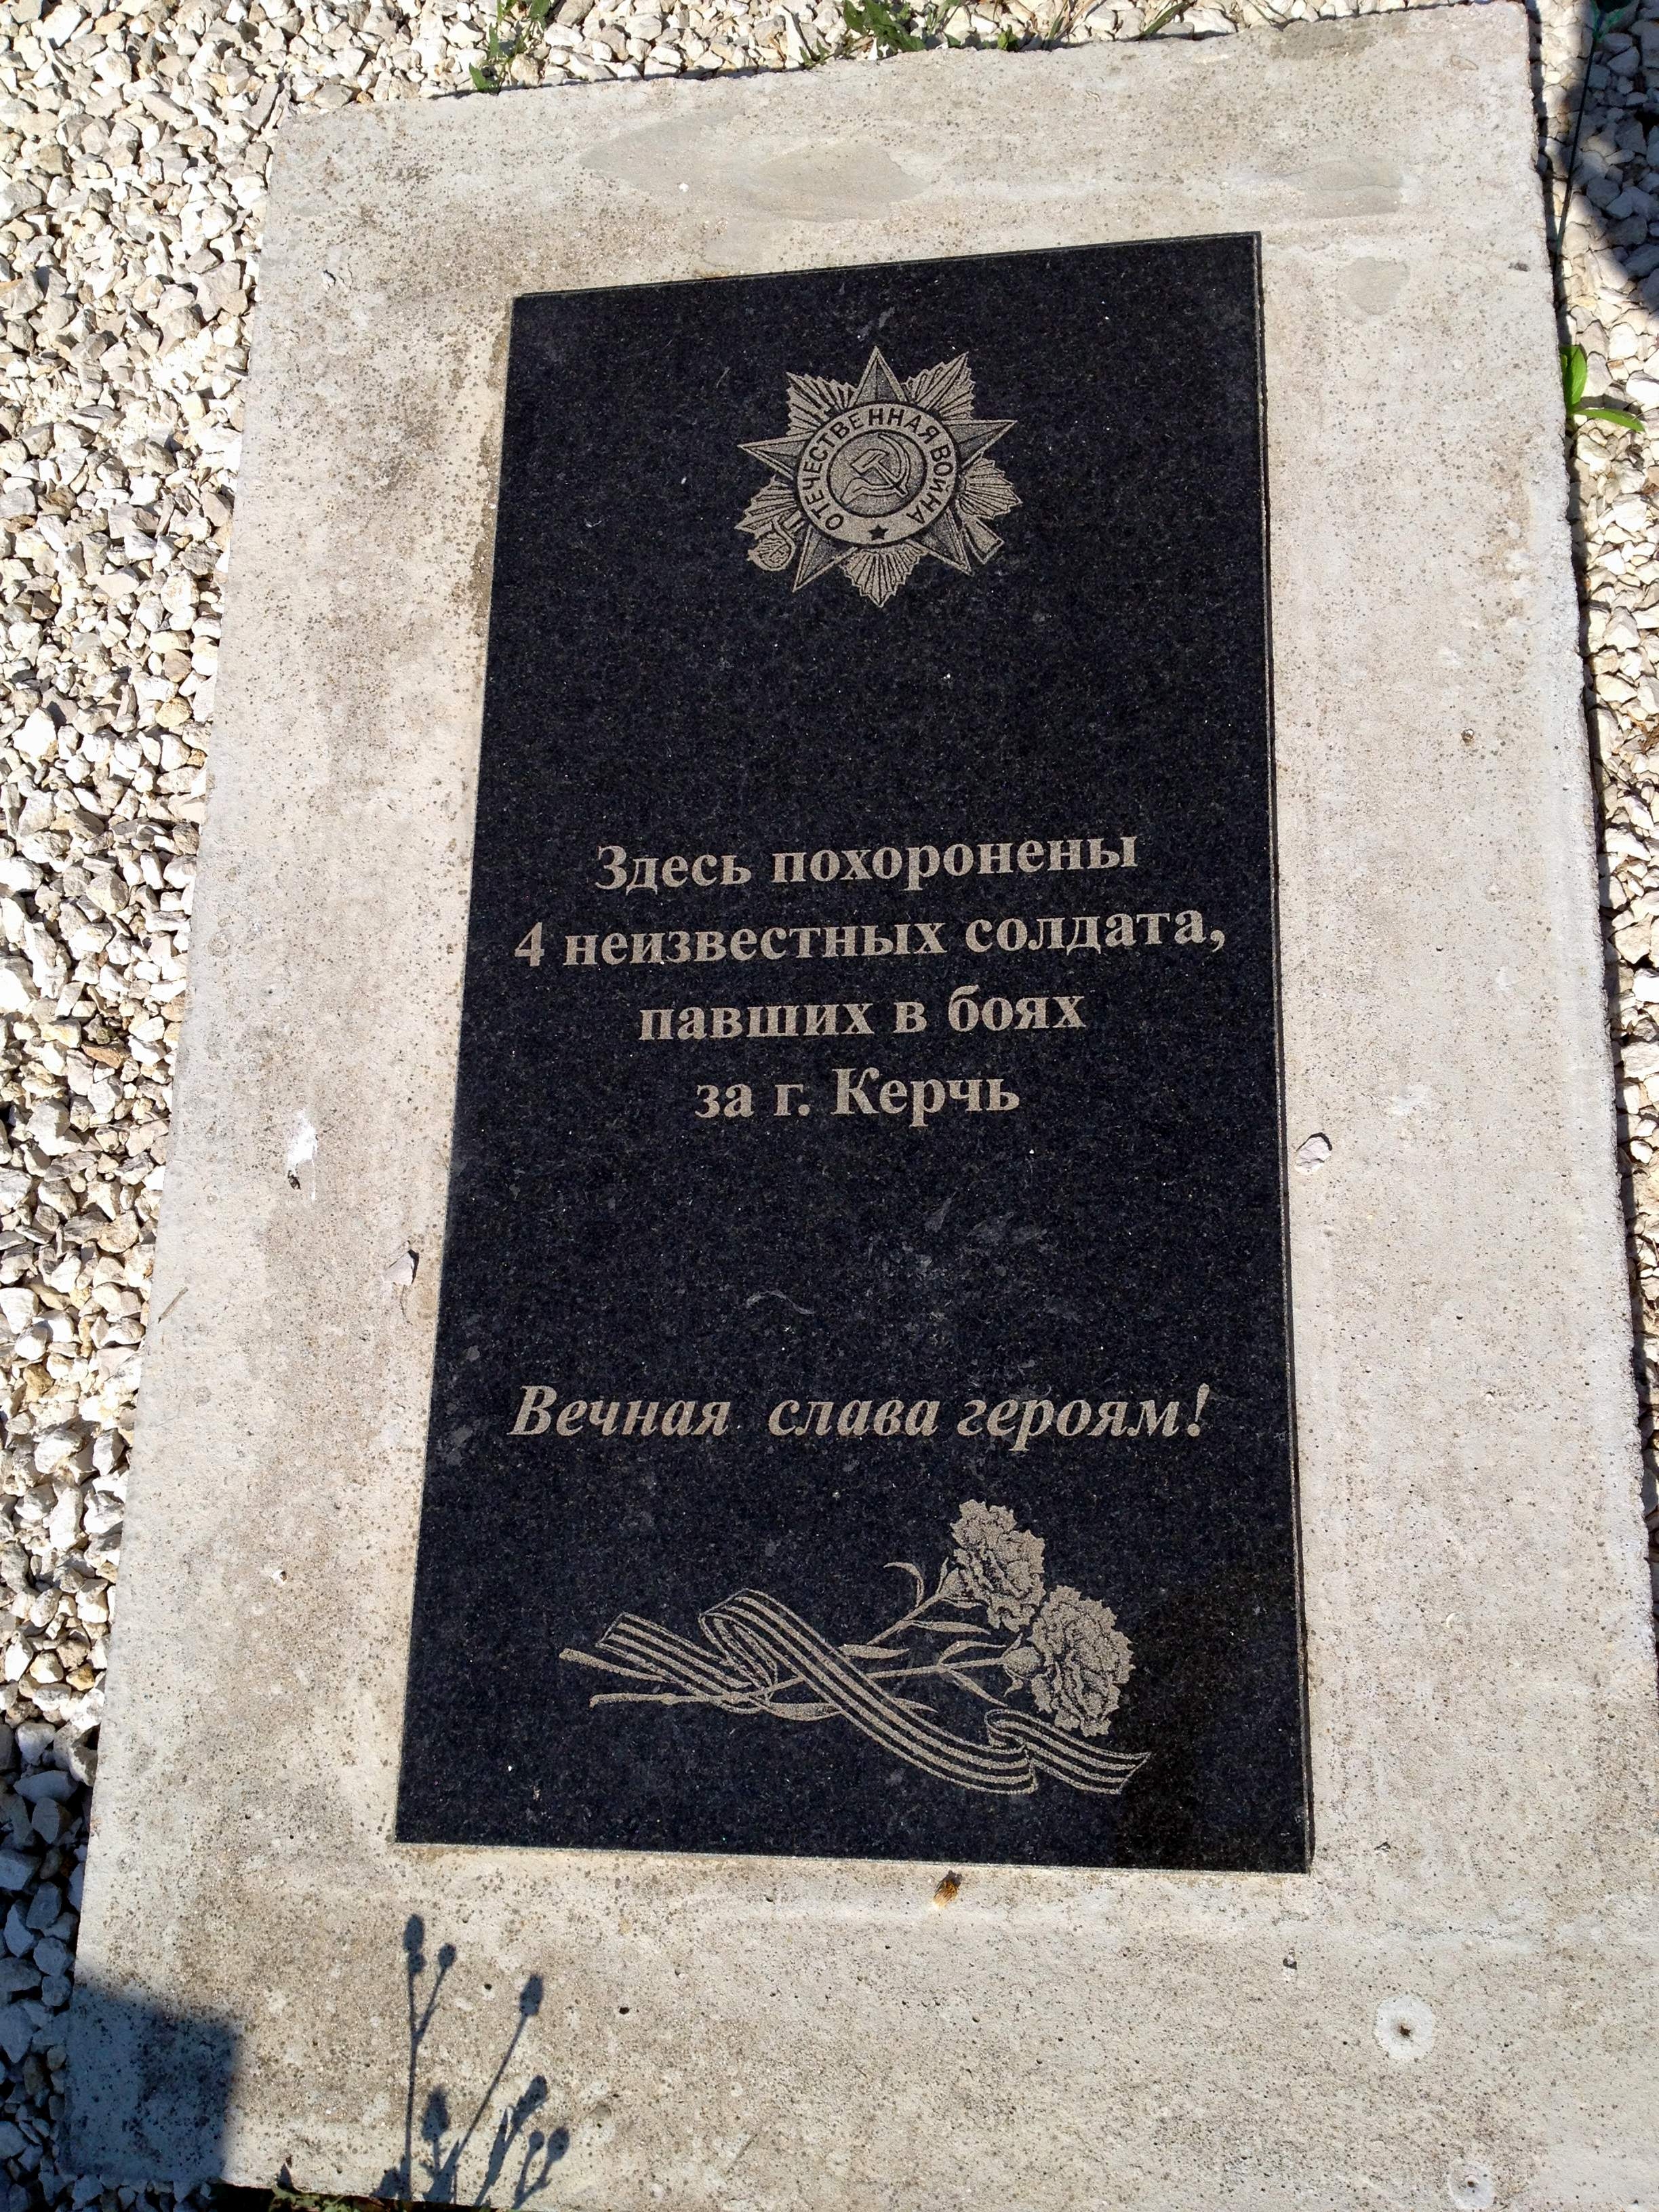 ОТЕЧЕСТВЕННАЯ ВОЙНА
Здесь похоронены
4 неизвестных солдата,
павших в боях
за г. Керчь
Вечная слава героям!